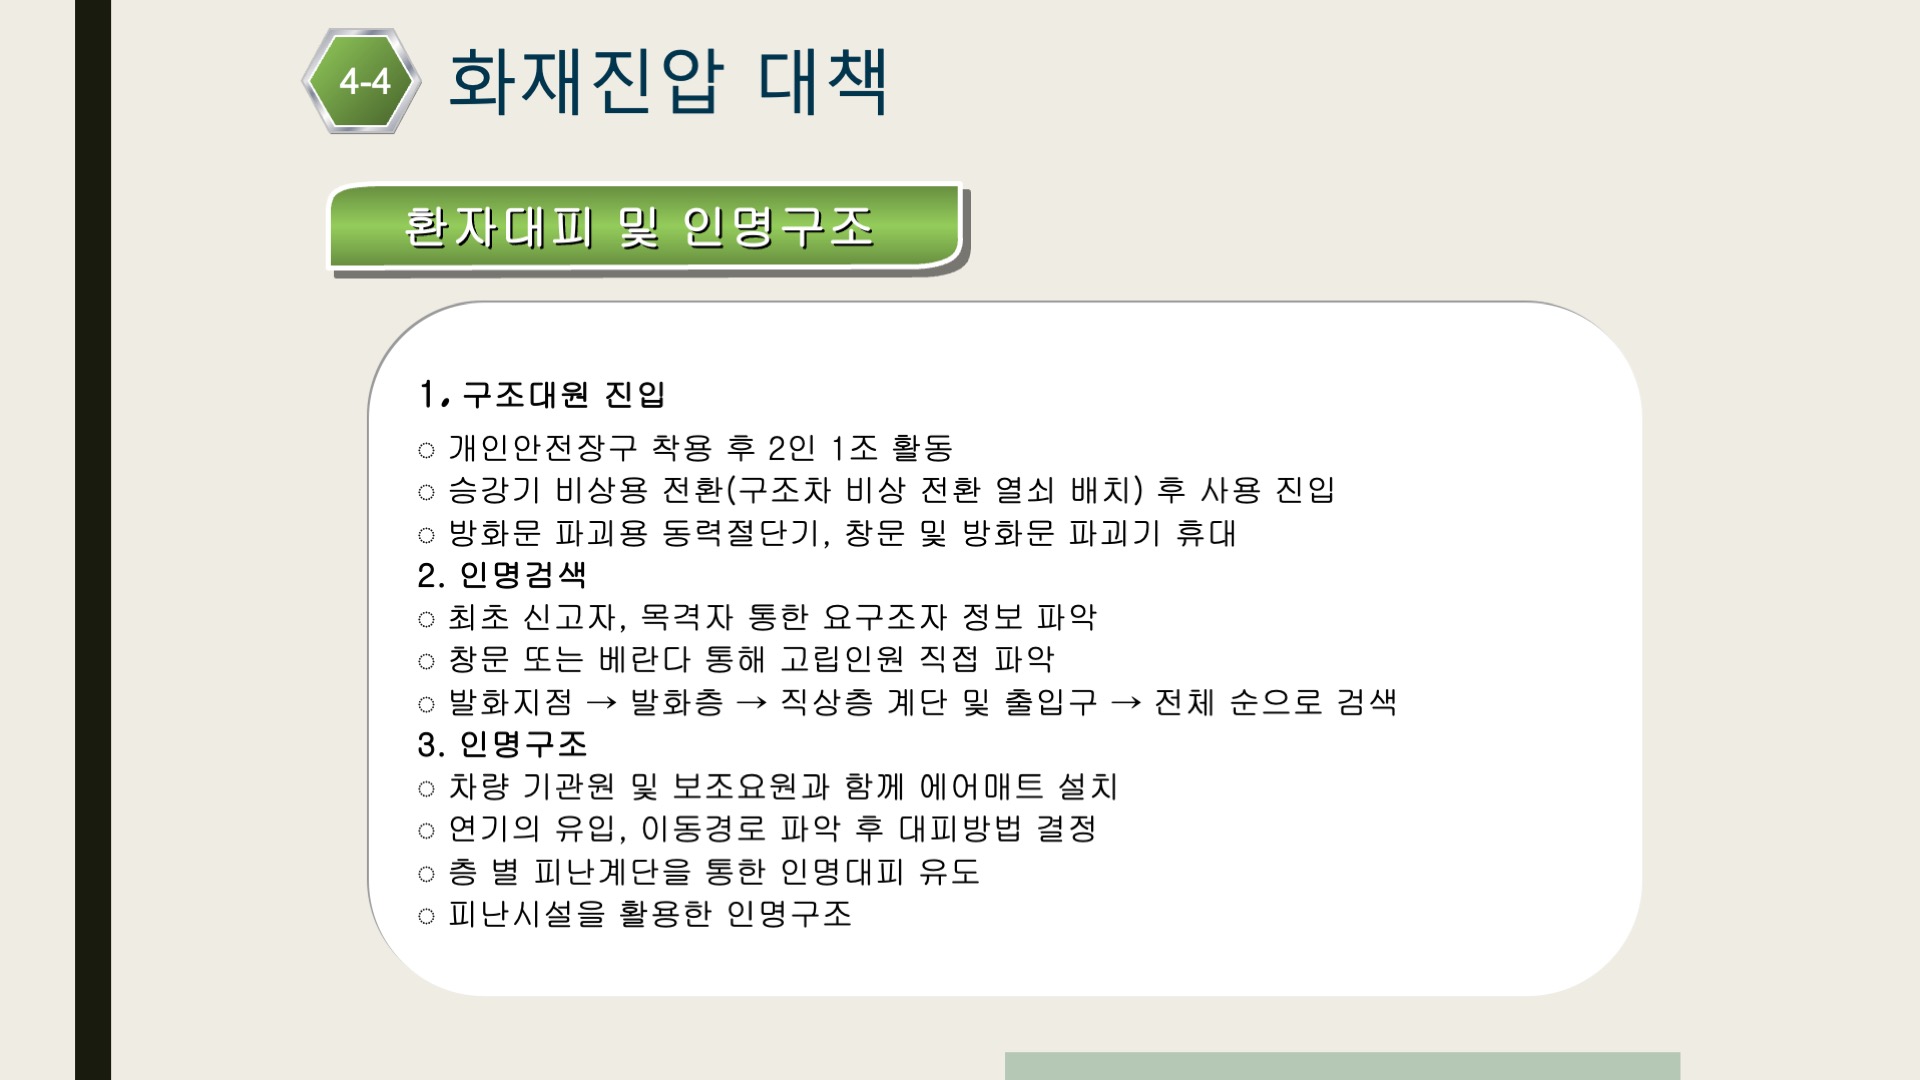 4-4
화재진압 대책
환자대피 및 인명구조
1. 구조대원 진입
◌ 개인안전장구 착용 후 2인 1조 활동
◌ 승강기 비상용 전환(구조차 비상 전환 열쇠 배치) 후 사용 진입
◌ 방화문 파괴용 동력절단기, 창문 및 방화문 파괴기 휴대
2. 인명검색
◌ 최초 신고자, 목격자 통한 요구조자 정보 파악
◌ 창문 또는 베란다 통해 고립인원 직접 파악
◌ 발화지점 → 발화층 → 직상층 계단 및 출입구 → 전체 순으로 검색
3. 인명구조
◌ 차량 기관원 및 보조요원과 함께 에어매트 설치
◌ 연기의 유입, 이동경로 파악 후 대피방법 결정
◌ 층 별 피난계단을 통한 인명대피 유도
◌ 피난시설을 활용한 인명구조